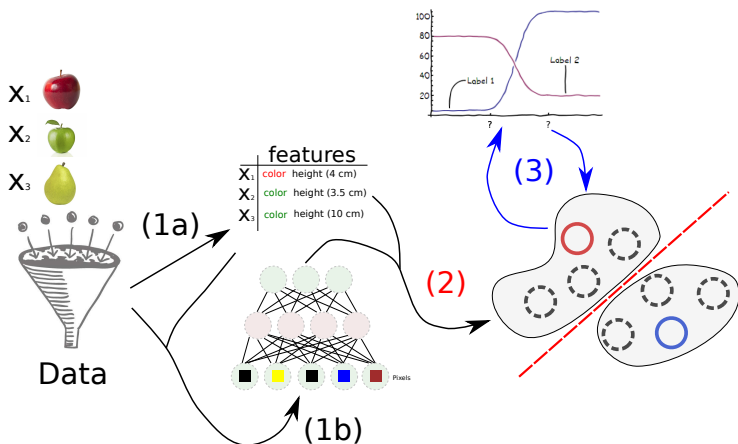 X₁
X₂
X₃
Data
(1a)
features
X₁ color height (4 cm)
X₂ color height (3.5 cm)
X₃ color height (10 cm)
Pixels
(1b)
(2)
100
80
60
40
20
Label 1
Label 2
? ?
(3)